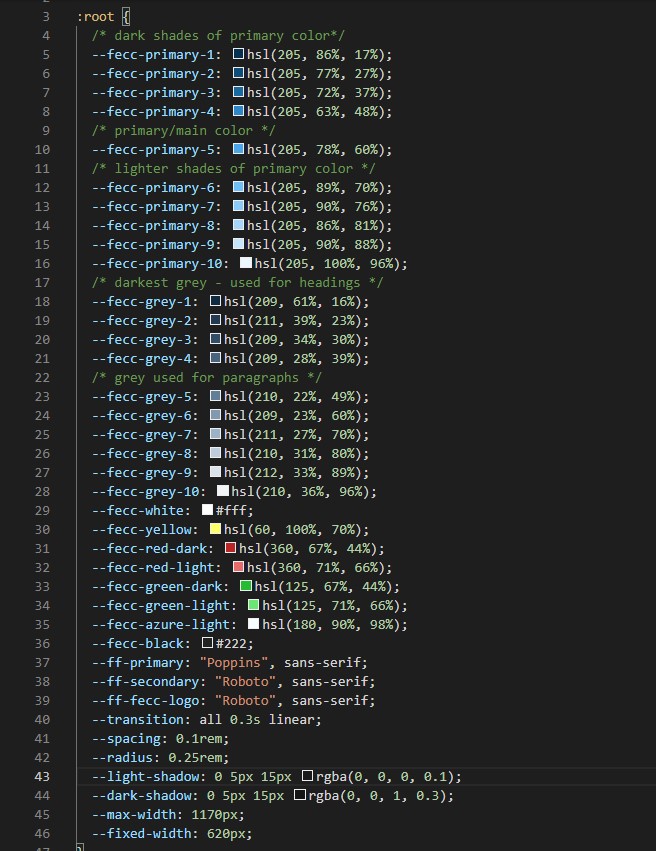 2
3 :root {
4 /* dark shades of primary color*/
5 --fecc-primary-1: hsl(205, 86%, 17%);
6 --fecc-primary-2: hsl(205, 77%, 27%);
7 --fecc-primary-3: hsl(205, 72%, 37%);
8 --fecc-primary-4: hsl(205, 63%, 48%);
9 /* primary/main color */
10 --fecc-primary-5: hsl(205, 78%, 60%);
11 /* lighter shades of primary color */
12 --fecc-primary-6: hsl(205, 89%, 70%);
13 --fecc-primary-7: hsl(205, 90%, 76%);
14 --fecc-primary-8: hsl(205, 86%, 81%);
15 --fecc-primary-9: hsl(205, 90%, 88%);
16 --fecc-primary-10: hsl(205, 100%, 96%);
17 /* darkest grey - used for headings */
18 --fecc-grey-1: hsl(209, 61%, 16%);
19 --fecc-grey-2: hsl(211, 39%, 23%);
20 --fecc-grey-3: hsl(209, 34%, 30%);
21 --fecc-grey-4: hsl(209, 28%, 39%);
22 /* grey used for paragraphs */
23 --fecc-grey-5: hsl(210, 22%, 49%);
24 --fecc-grey-6: hsl(209, 23%, 60%);
25 --fecc-grey-7: hsl(211, 27%, 70%);
26 --fecc-grey-8: hsl(210, 31%, 80%);
27 --fecc-grey-9: hsl(212, 33%, 89%);
28 --fecc-grey-10: hsl(210, 36%, 96%);
29 --fecc-white: #fff;
30 --fecc-yellow: hsl(60, 100%, 70%);
31 --fecc-red-dark: hsl(360, 67%, 44%);
32 --fecc-red-light: hsl(360, 71%, 66%);
33 --fecc-green-dark: hsl(125, 67%, 44%);
34 --fecc-green-light: hsl(125, 71%, 66%);
35 --fecc-azure-light: hsl(180, 90%, 98%);
36 --fecc-black: #222;
37 --ff-primary: "Poppins", sans-serif;
38 --ff-secondary: "Roboto", sans-serif;
39 --ff-fecc-logo: "Roboto", sans-serif;
40 --transition: all 0.3s linear;
41 --spacing: 0.1rem;
42 --radius: 0.25rem;
43 --light-shadow: 0 5px 15px rgba(0, 0, 0, 0.1);
44 --dark-shadow: 0 5px 15px rgba(0, 0, 1, 0.3);
45 --max-width: 1170px;
46 --fixed-width: 620px;
47 }